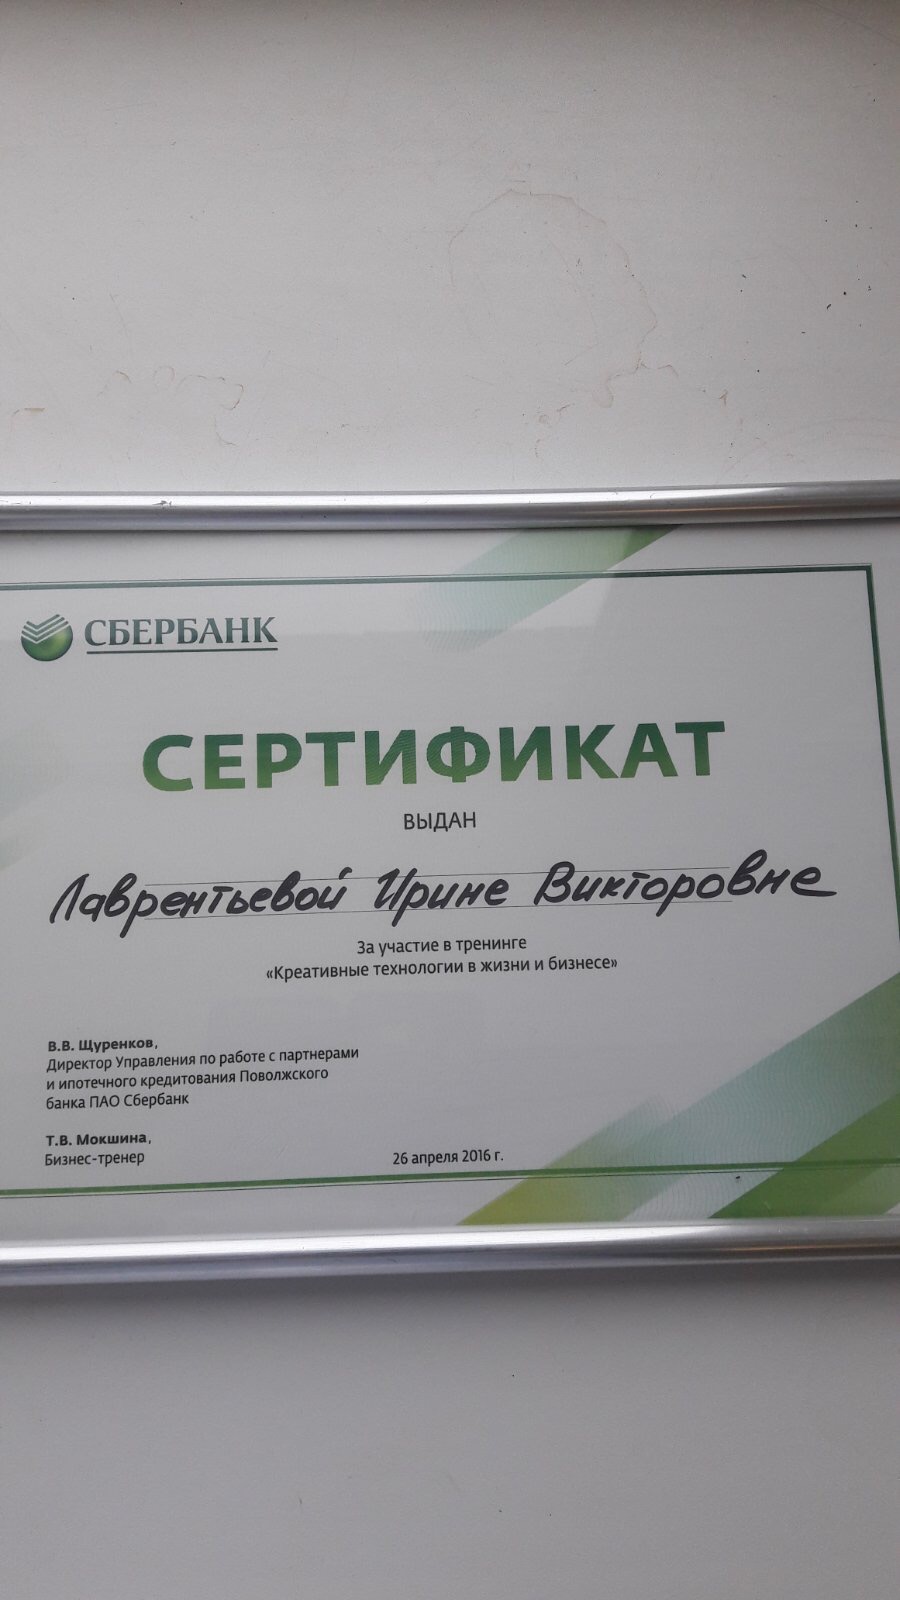 СБЕРБАНК
СЕРТИФИКАТ
ВЫДАН
Лаврентьевой Ирине Викторовне
За участие в тренинге
«Креативные технологии в жизни и бизнесе»
В.В. Щуренков,
Директор Управления по работе с партнерами
и ипотечного кредитования Поволжского
банка ПАО Сбербанк
Т.В. Мокшина,
Бизнес-тренер
26 апреля 2016 г.